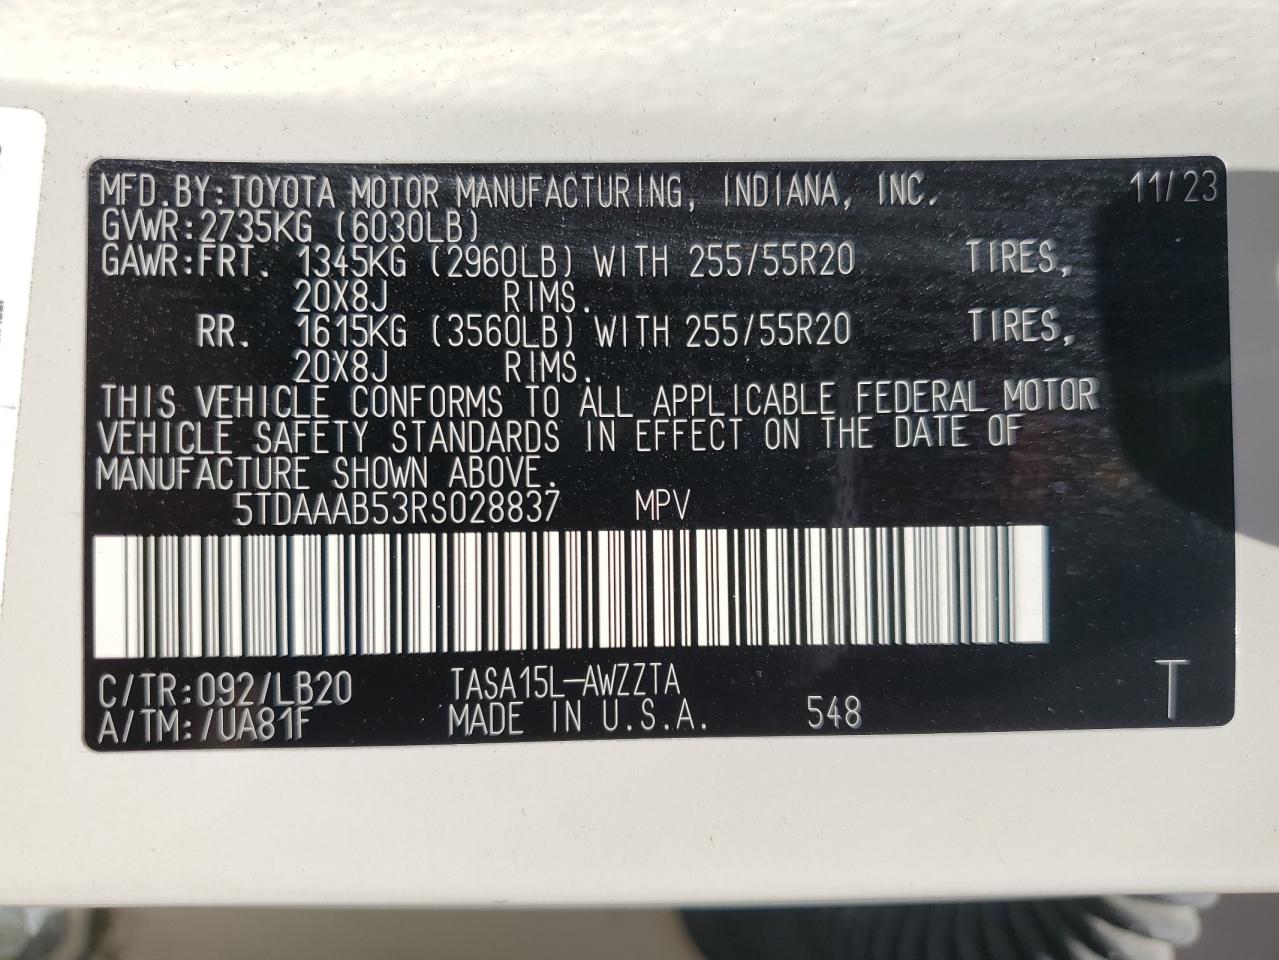 MFD.BY:TOYOTA MOTOR MANUFACTURING, INDIANA, INC. 11/23
GVWR:2735KG (6030LB)
GAWR:FRT. 1345KG (2960LB) WITH 255/55R20 TIRES,
20X8J RIMS.
RR. 1615KG (3560LB) WITH 255/55R20 TIRES,
20X8J RIMS.
THIS VEHICLE CONFORMS TO ALL APPLICABLE FEDERAL MOTOR
VEHICLE SAFETY STANDARDS IN EFFECT ON THE DATE OF
MANUFACTURE SHOWN ABOVE.
5TDAAAB53RS028837 MPV
C/TR:092/LB20 TASA15L-AWZZTA T
A/TM:/UA81F MADE IN U.S.A. 548